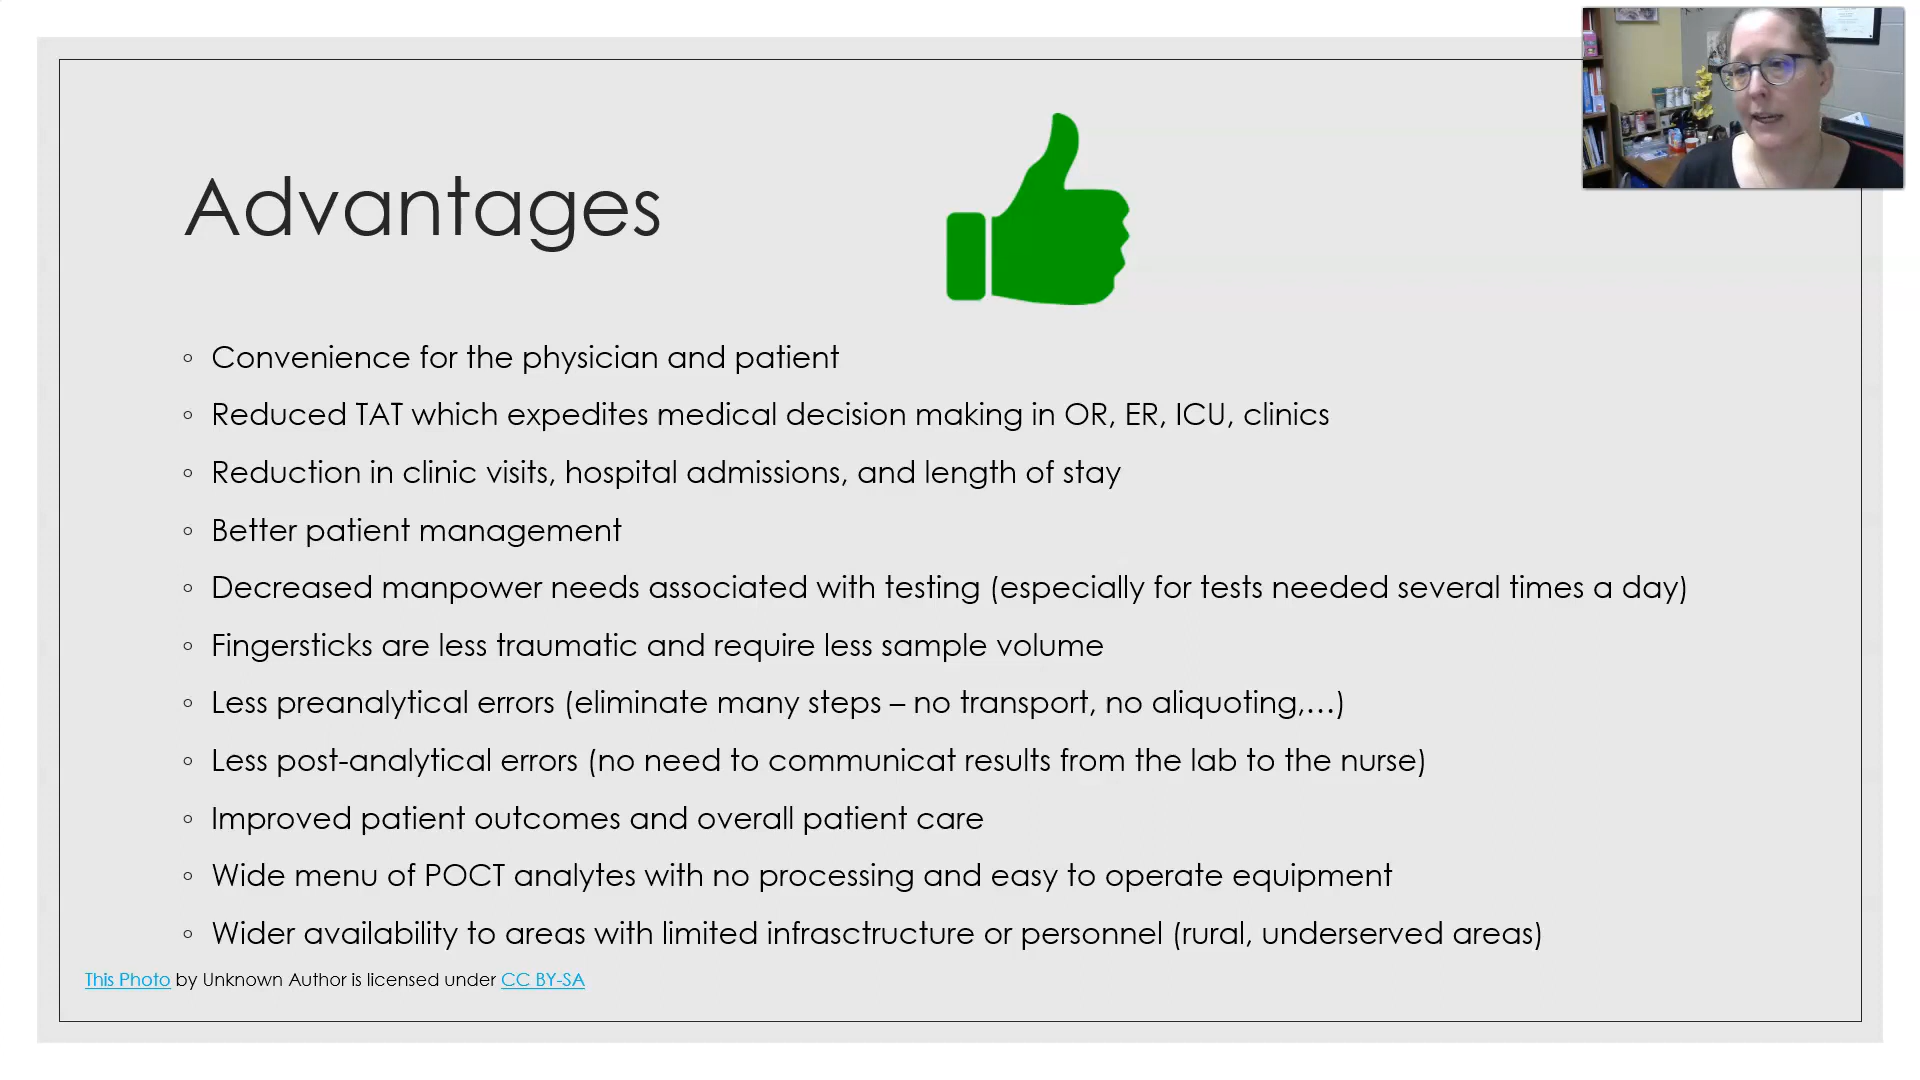 Advantages
◦ Convenience for the physician and patient
◦ Reduced TAT which expedites medical decision making in OR, ER, ICU, clinics
◦ Reduction in clinic visits, hospital admissions, and length of stay
◦ Better patient management
◦ Decreased manpower needs associated with testing (especially for tests needed several times a day)
◦ Fingersticks are less traumatic and require less sample volume
◦ Less preanalytical errors (eliminate many steps – no transport, no aliquoting,…)
◦ Less post-analytical errors (no need to communicat results from the lab to the nurse)
◦ Improved patient outcomes and overall patient care
◦ Wide menu of POCT analytes with no processing and easy to operate equipment
◦ Wider availability to areas with limited infrasctructure or personnel (rural, underserved areas)
This Photo by Unknown Author is licensed under CC BY-SA